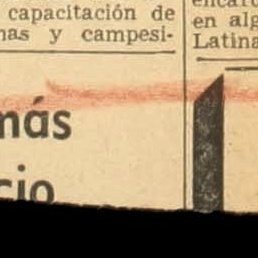 capacitación de
nas y campesi-
más
cio
en alg
Latina